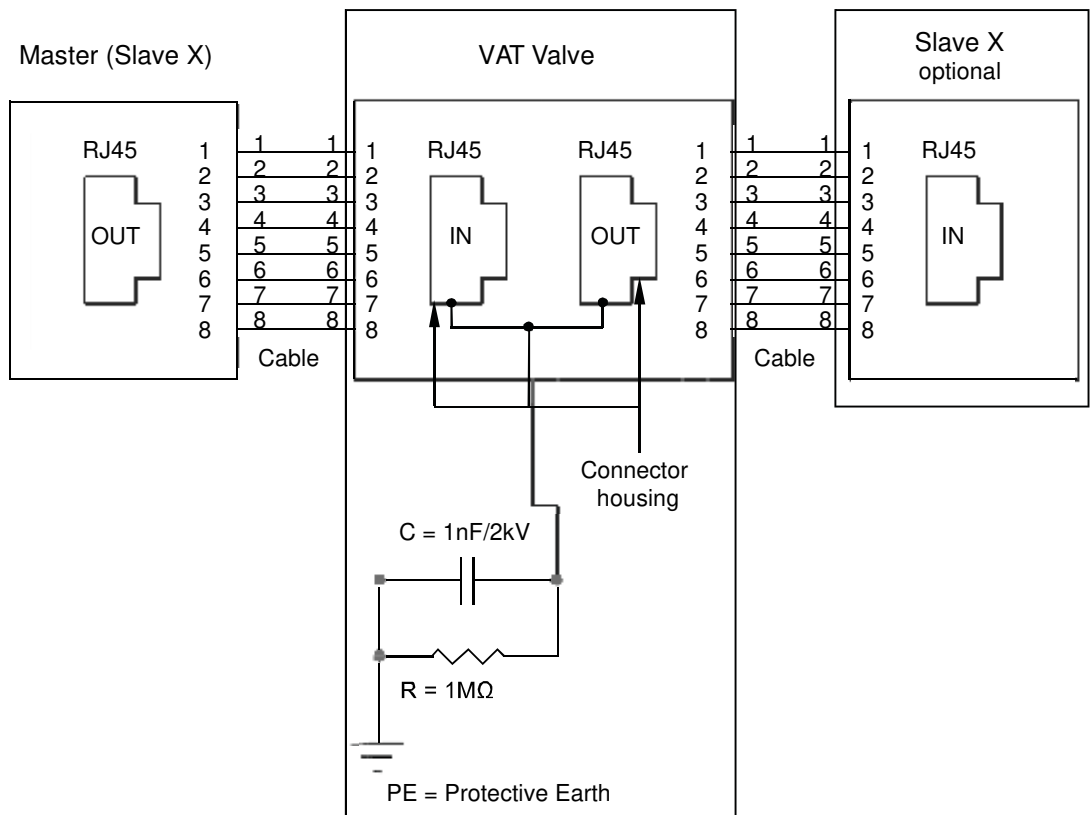 Master (Slave X)
VAT Valve
Slave X
optional
RJ45
OUT
1
2
3
4
5
6
7
8
1 1
2 2
3 3
4 4
5 5
6 6
7 7
8 8
Cable
1
2
3
4
5
6
7
8
RJ45
IN
RJ45
OUT
1
2
3
4
5
6
7
8
1 1
2 2
3 3
4 4
5 5
6 6
7 7
8 8
Cable
1
2
3
4
5
6
7
8
RJ45
IN
Connector
housing
C = 1nF/2kV
R = 1MΩ
PE = Protective Earth